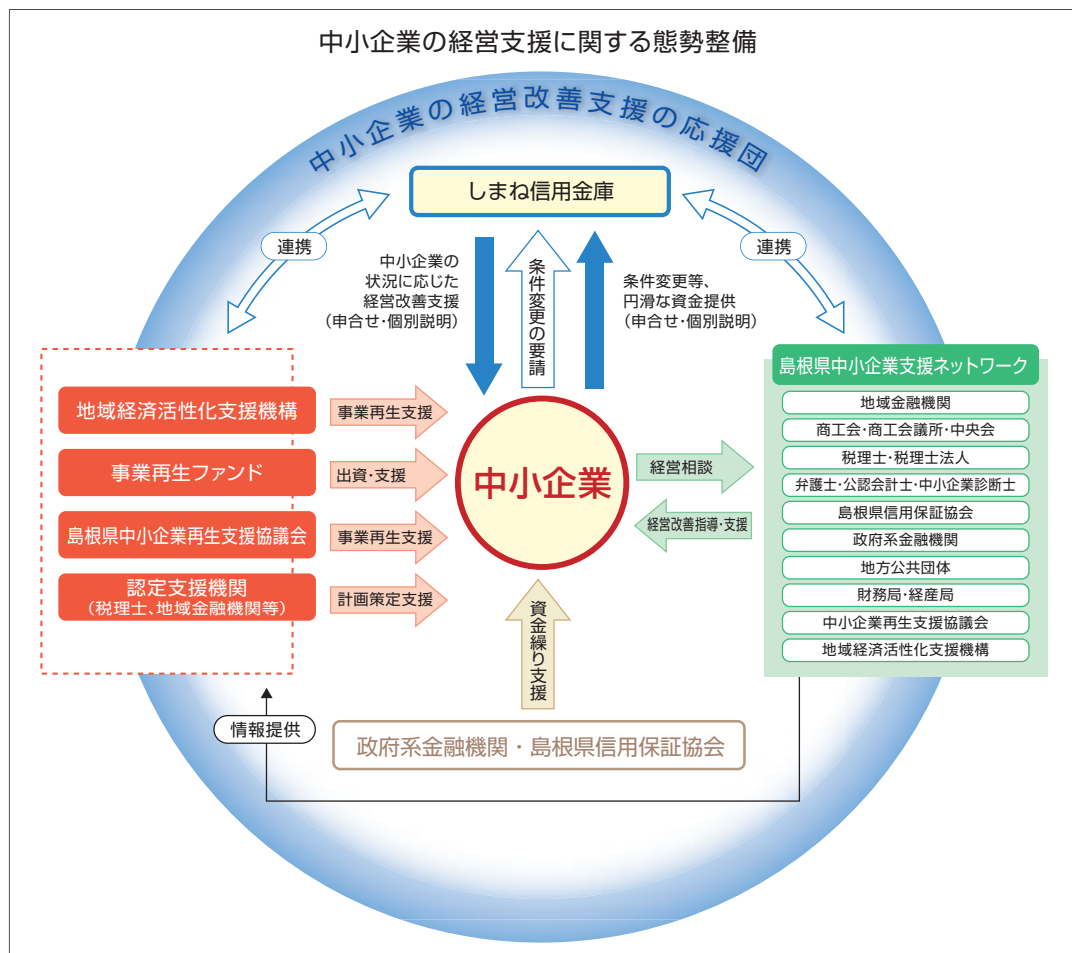 中小企業の経営支援に関する態勢整備
中小企業の経営改善支援の応援団
しまね信用金庫
連携
連携
中小企業の
状況に応じた
経営改善支援
(申合せ・個別説明)
条件変更の要請
条件変更等、
円滑な資金提供
(申合せ・個別説明)
地域経済活性化支援機構
事業再生支援
事業再生ファンド
出資・支援
島根県中小企業再生支援協議会
事業再生支援
認定支援機関
(税理士、地域金融機関等)
計画策定支援
中小企業
経営相談
経営改善指導・支援
島根県中小企業支援ネットワーク
地域金融機関
商工会・商工会議所・中央会
税理士・税理士法人
弁護士・公認会計士・中小企業診断士
島根県信用保証協会
政府系金融機関
地方公共団体
財務局・経産局
中小企業再生支援協議会
地域経済活性化支援機構
資金繰り支援
情報提供
政府系金融機関・島根県信用保証協会